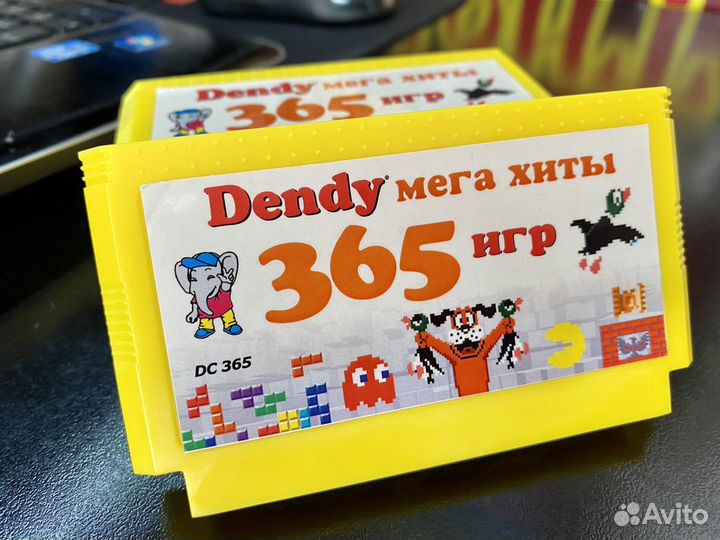 Dendy мега хиты
365 игр
Dendy® мега хиты
365 игр
DC 365
Avito